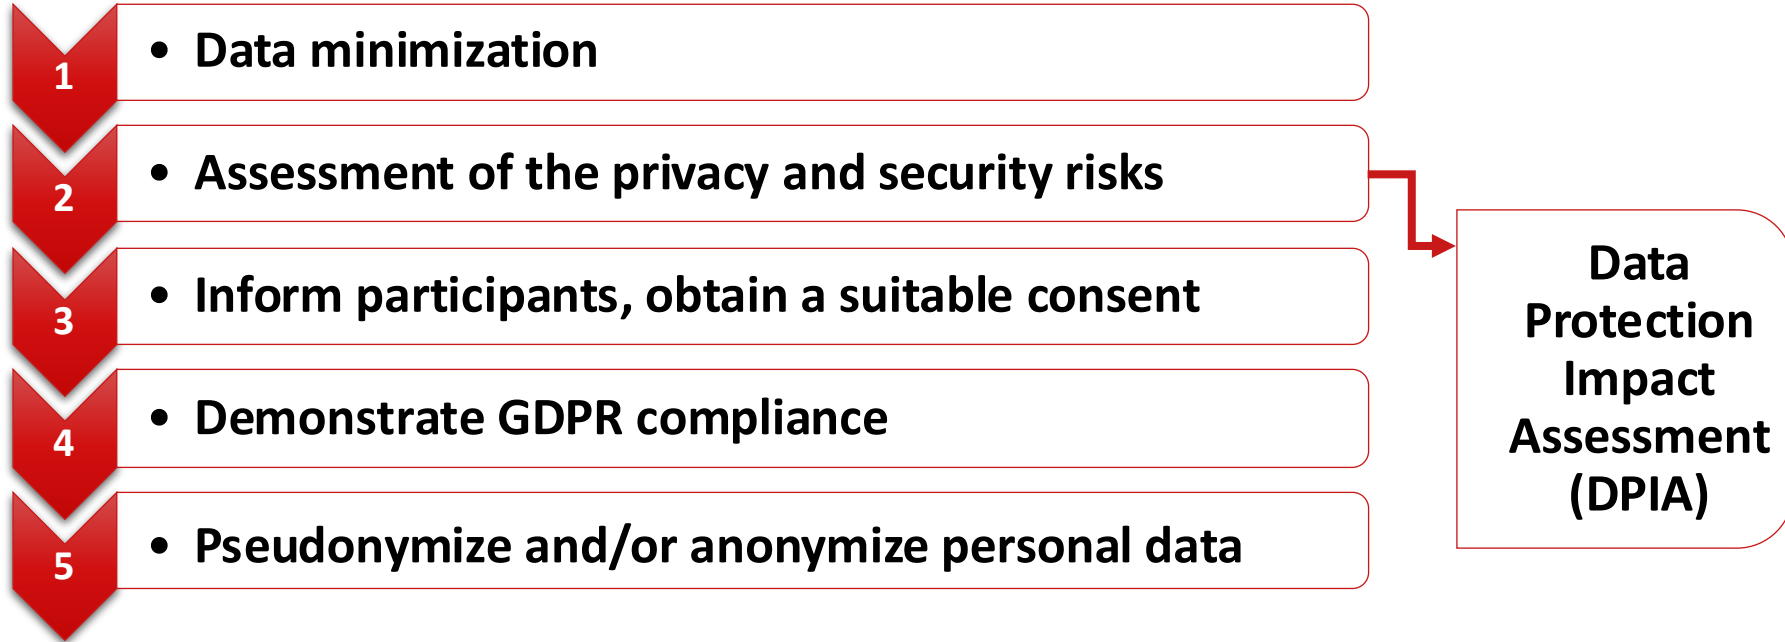 1
• Data minimization
2
• Assessment of the privacy and security risks
3
• Inform participants, obtain a suitable consent
4
• Demonstrate GDPR compliance
5
• Pseudonymize and/or anonymize personal data
Data
Protection
Impact
Assessment
(DPIA)